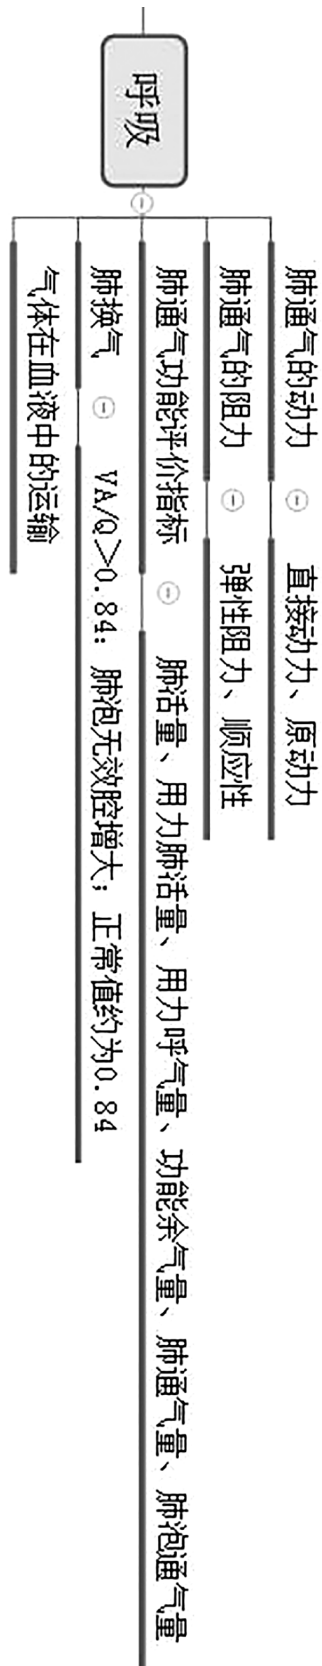 呼吸
肺通气的动力
直接动力、原动力
肺通气的阻力
弹性阻力、顺应性
肺通气功能评价指标
肺活量、用力肺活量、用力呼气量、功能余气量、肺通气量、肺泡通气量
肺换气
VA/Q>0.84：肺泡无效腔增大；正常值约为0.84
气体在血液中的运输